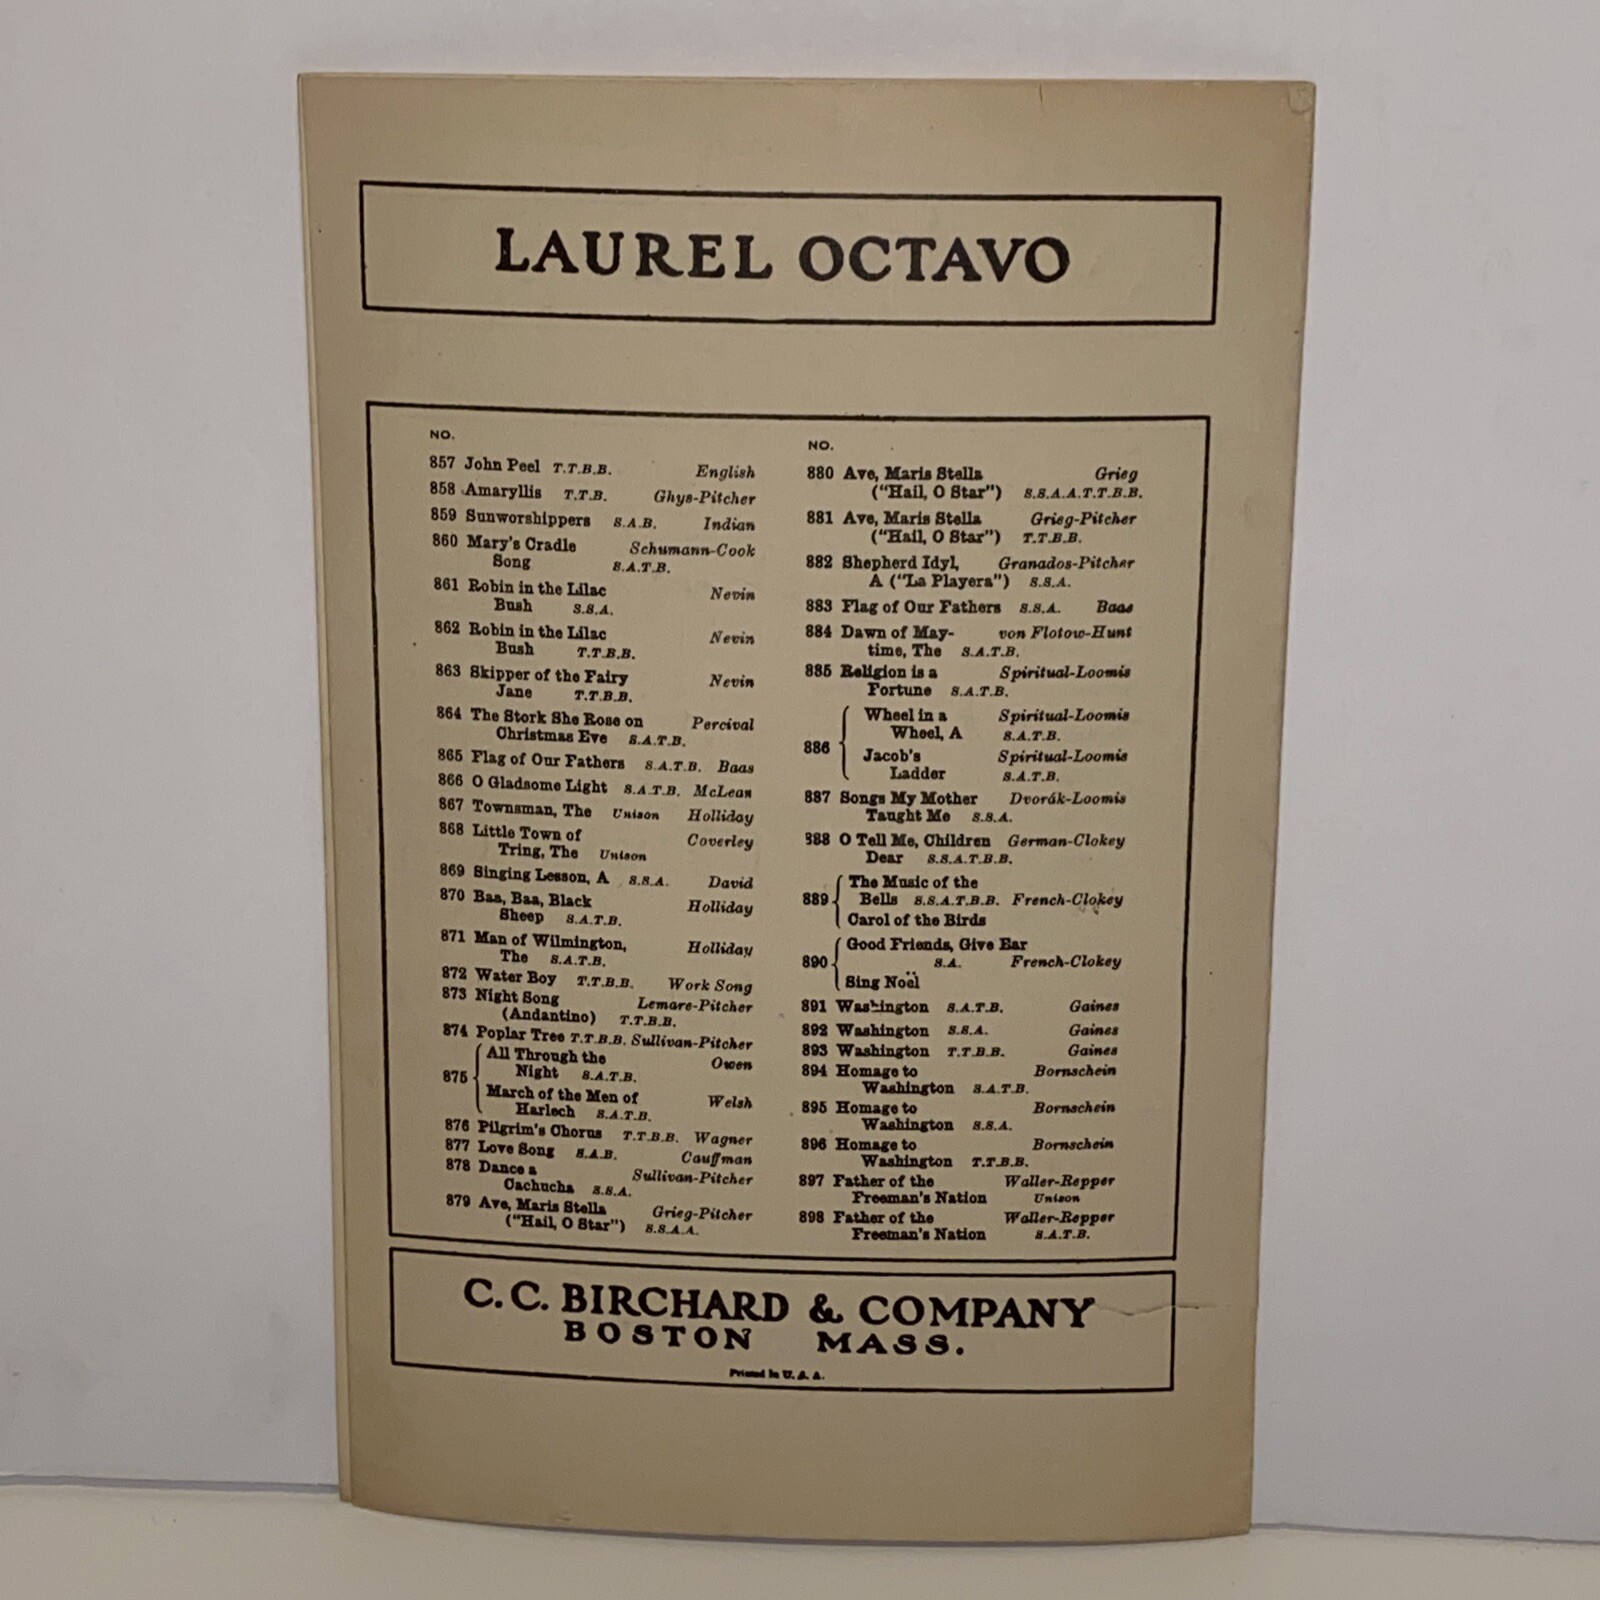 LAUREL OCTAVO
NO.
857 John Peel T.T.B.B. English
858 Amaryllis T.T.B. Ghys-Pitcher
859 Sunworshippers S.A.B. Indian
860 Mary's Cradle Schumann-Cook
Song S.A.T.B.
861 Robin in the Lilac Nevin
Bush S.S.A.
862 Robin in the Lilac Nevin
Bush T.T.B.B.
863 Skipper of the Fairy Nevin
Jane T.T.B.B.
864 The Stork She Rose on Percival
Christmas Eve S.A.T.B.
865 Flag of Our Fathers S.A.T.B. Baas
866 O Gladsome Light S.A.T.B. McLean
867 Townsman, The Unison Holliday
868 Little Town of Coverley
Tring, The Unison
869 Singing Lesson, A S.S.A. David
870 Baa, Baa, Black Holliday
Sheep S.A.T.B.
871 Man of Wilmington, Holliday
The S.A.T.B.
872 Water Boy T.T.B.B. Work Song
873 Night Song Lemare-Pitcher
(Andantino) T.T.B.B.
874 Poplar Tree T.T.B.B. Sullivan-Pitcher
875 All Through the Owen
Night S.A.T.B.
March of the Men of Welsh
Harlech S.A.T.B.
876 Pilgrim's Chorus T.T.B.B. Wagner
877 Love Song S.A.B. Cauffman
878 Dance a Sullivan-Pitcher
Cachucha S.S.A.
879 Ave, Maris Stella Grieg-Pitcher
("Hail, O Star") S.S.A.A.
NO.
880 Ave, Maris Stella Grieg
("Hail, O Star") S.S.A.A.T.T.B.B.
881 Ave, Maris Stella Grieg-Pitcher
("Hail, O Star") T.T.B.B.
882 Shepherd Idyl, Granados-Pitcher
A ("La Playera") S.S.A.
883 Flag of Our Fathers S.S.A. Baas
884 Dawn of May- von Flotow-Hunt
time, The S.A.T.B.
885 Religion is a Spiritual-Loomis
Fortune S.A.T.B.
886 Wheel in a Spiritual-Loomis
Wheel, A S.A.T.B.
Jacob's Spiritual-Loomis
Ladder S.A.T.B.
887 Songs My Mother Dvorák-Loomis
Taught Me S.S.A.
888 O Tell Me, Children German-Clokey
Dear S.S.A.T.B.B.
889 The Music of the
Bells S.S.A.T.B.B. French-Clokey
Carol of the Birds
890 Good Friends, Give Ear
S.A. French-Clokey
Sing Noël
891 Washington S.A.T.B. Gaines
892 Washington S.S.A. Gaines
893 Washington T.T.B.B. Gaines
894 Homage to Bornschein
Washington S.A.T.B.
895 Homage to Bornschein
Washington S.S.A.
896 Homage to Bornschein
Washington T.T.B.B.
897 Father of the Waller-Repper
Freeman's Nation Unison
898 Father of the Waller-Repper
Freeman's Nation S.A.T.B.
C. C. BIRCHARD & COMPANY
BOSTON MASS.
Printed in U. S. A.